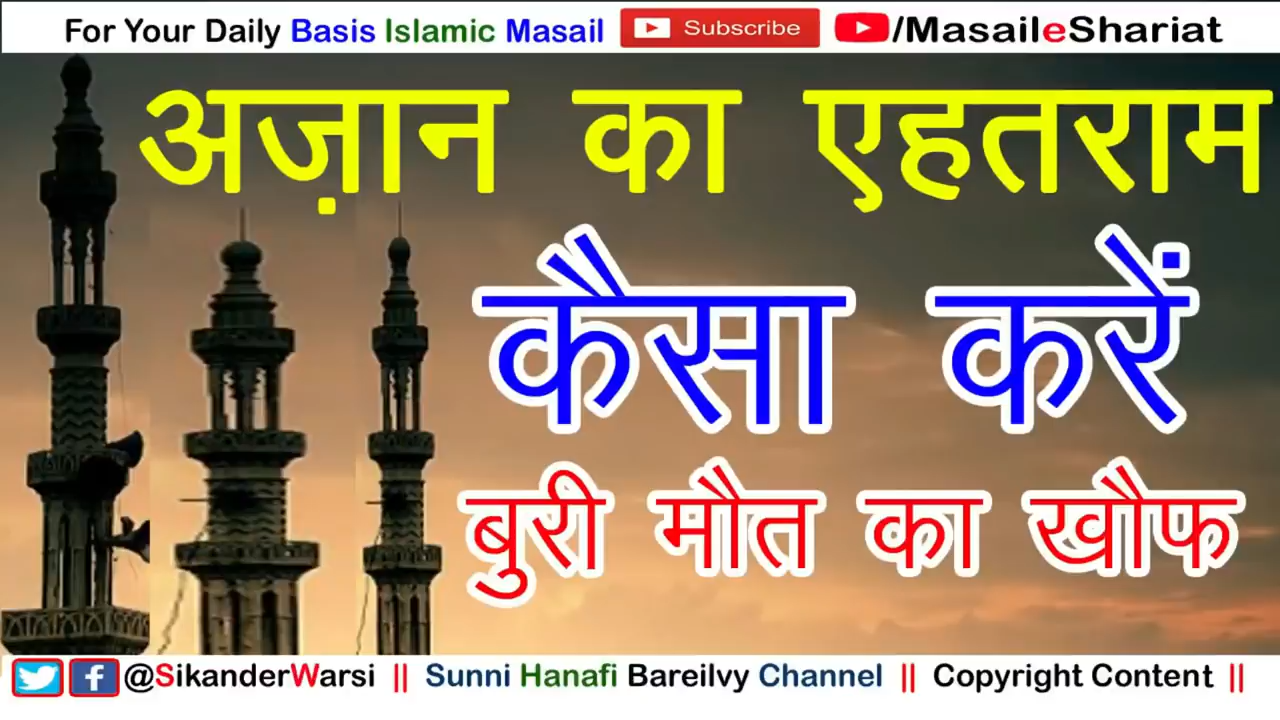 For Your Daily Basis Islamic Masail Subscribe /MasaileShariat
अज़ान का एहतराम
कैसा करें
बुरी मौत का खौफ
@SikanderWarsi || Sunni Hanafi Bareilvy Channel || Copyright Content ||